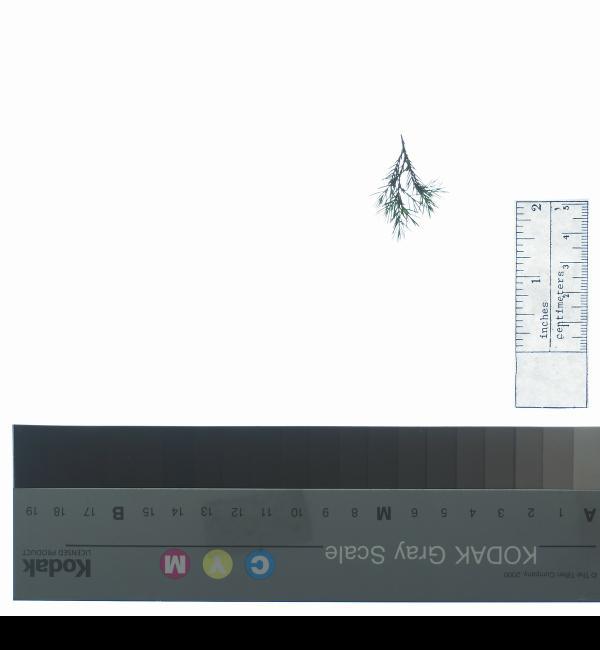 2
1
inches
1
5
4
3
2
1
centimeters
A 1 2 3 4 5 6 M 8 9 10 11 12 13 14 15 B 17 18 19
KODAK Gray Scale
C Y M
Kodak
LICENSED PRODUCT
© The Tiffen Company, 2000